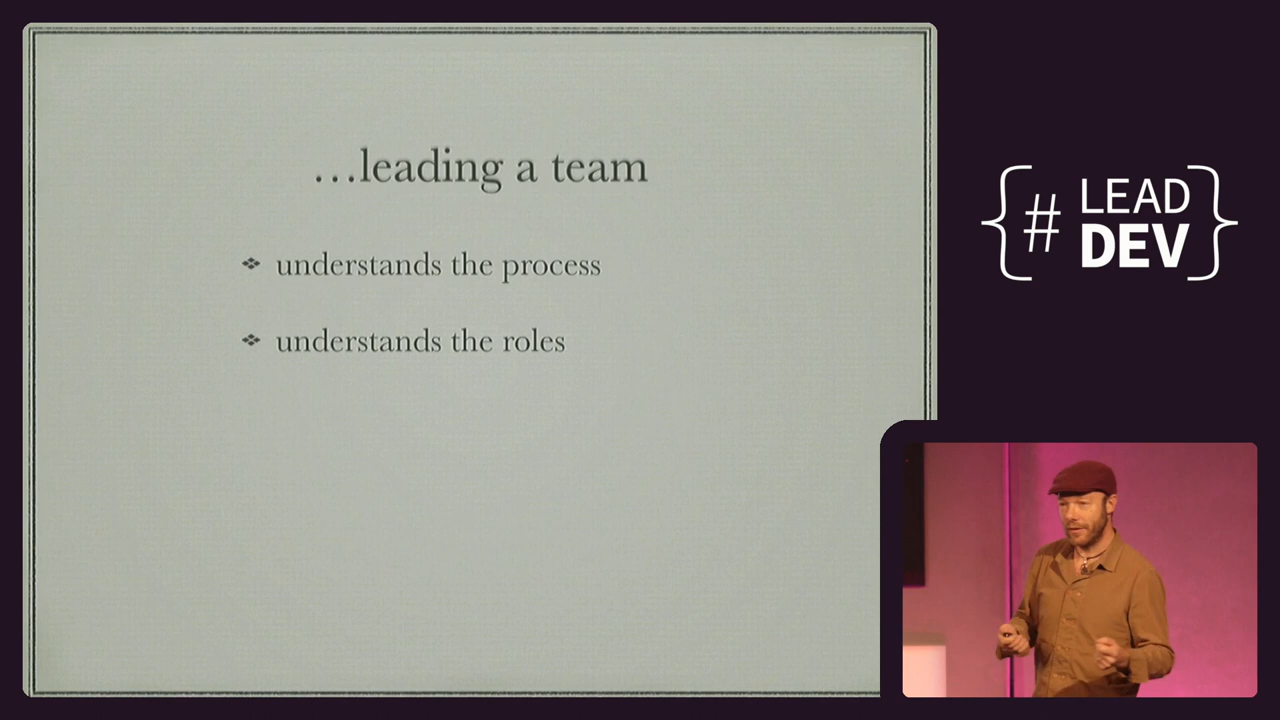 …leading a team
❖ understands the process
❖ understands the roles
{# LEAD
DEV}